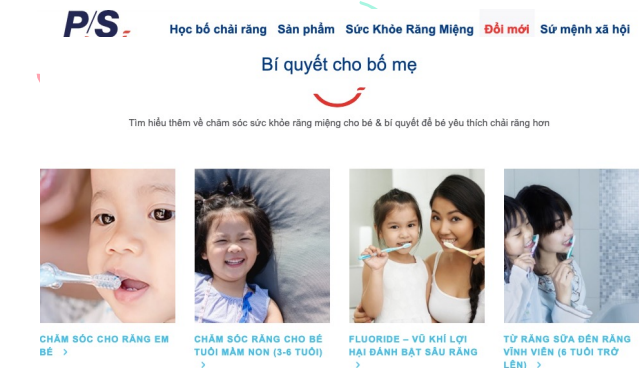 P/S
Học bố chải răng Sản phẩm Sức Khỏe Răng Miệng Đổi mới Sứ mệnh xã hội
Bí quyết cho bố mẹ
Tìm hiểu thêm về chăm sóc sức khỏe răng miệng cho bé & bí quyết để bé yêu thích chải răng hơn
CHĂM SÓC CHO RĂNG EM
BÉ >
CHĂM SÓC RĂNG CHO BÉ
TUỔI MẦM NON (3-6 TUỔI)
>
FLUORIDE – VŨ KHÍ LỢI
HẠI ĐÁNH BẬT SÂU RĂNG
>
TỪ RĂNG SỮA ĐẾN RĂNG
VĨNH VIỄN (6 TUỔI TRỞ
LÊN) >